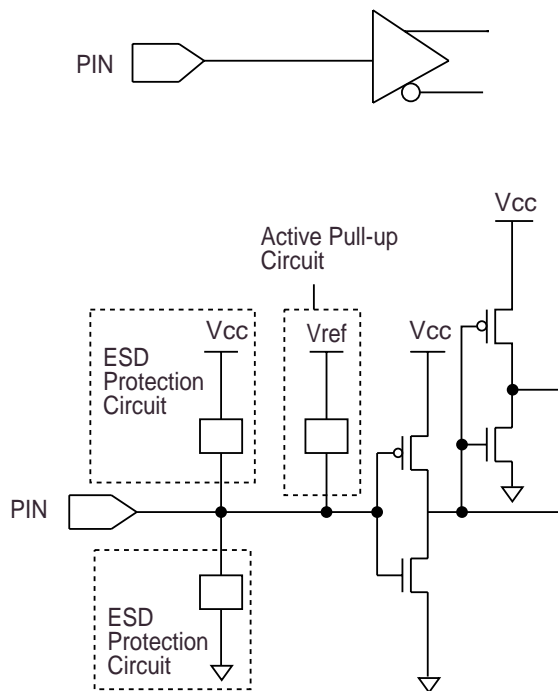 PIN
Vcc
Active Pull-up
Circuit
Vcc
Vref
Vcc
ESD
Protection
Circuit
PIN
ESD
Protection
Circuit